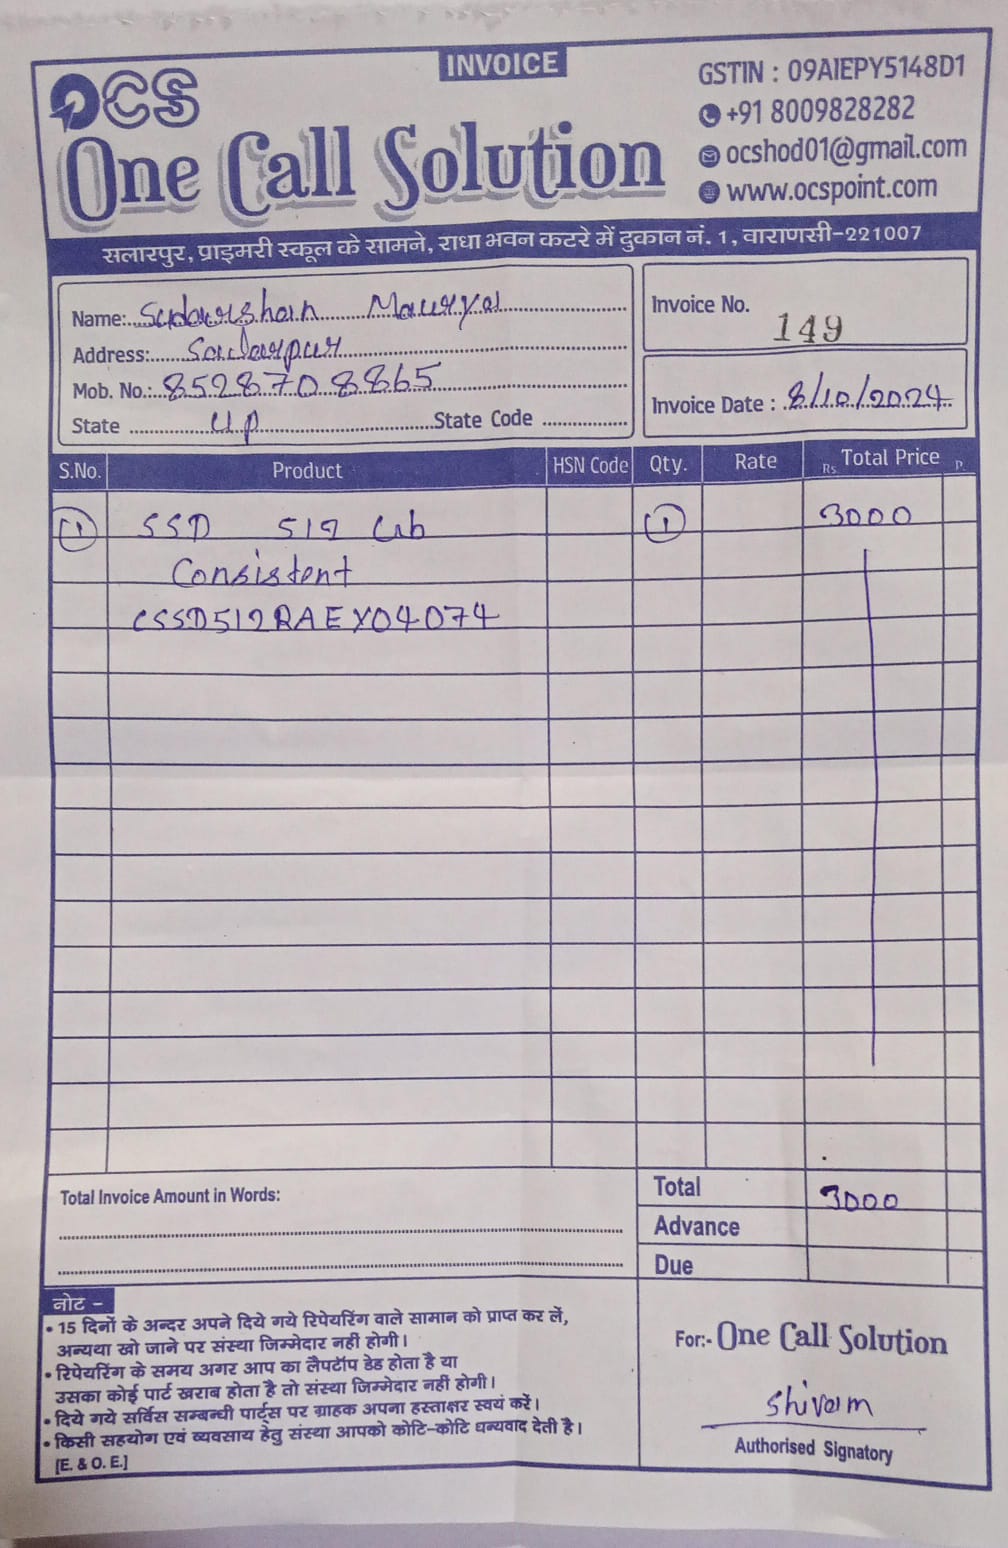 INVOICE
OCS
One Call Solution
GSTIN : 09AIEPY5148D1
+91 8009828282
ocshod01@gmail.com
www.ocspoint.com
सलारपुर, प्राइमरी स्कूल के सामने, राधा भवन कटरे में दुकान नं. 1, वाराणसी-221007
Name: Sudarshan Maurya
Address: Salarpur
Mob. No.: 8528708865
State UP State Code
Invoice No.
149
Invoice Date : 8/10/2024
S.No. Product HSN Code Qty. Rate Total Price Rs. P.
1 SSD 512 Gb 1 3000
Consistent
CSSD512RAEX04074
Total Invoice Amount in Words:
Total 3000
Advance
Due
नोट -
• 15 दिनों के अन्दर अपने दिये गये रिपेयरिंग वाले सामान को प्राप्त कर लें,
अन्यथा खो जाने पर संस्था जिम्मेदार नहीं होगी।
• रिपेयरिंग के समय अगर आप का लैपटॉप डेड होता है या
उसका कोई पार्ट खराब होता है तो संस्था जिम्मेदार नहीं होगी।
• दिये गये सर्विस सम्बन्धी पार्ट्स पर ग्राहक अपना हस्ताक्षर स्वयं करें।
• किसी सहयोग एवं व्यवसाय हेतु संस्था आपको कोटि-कोटि धन्यवाद देती है।
[E. & O. E.]
For:- One Call Solution
Shivam
Authorised Signatory